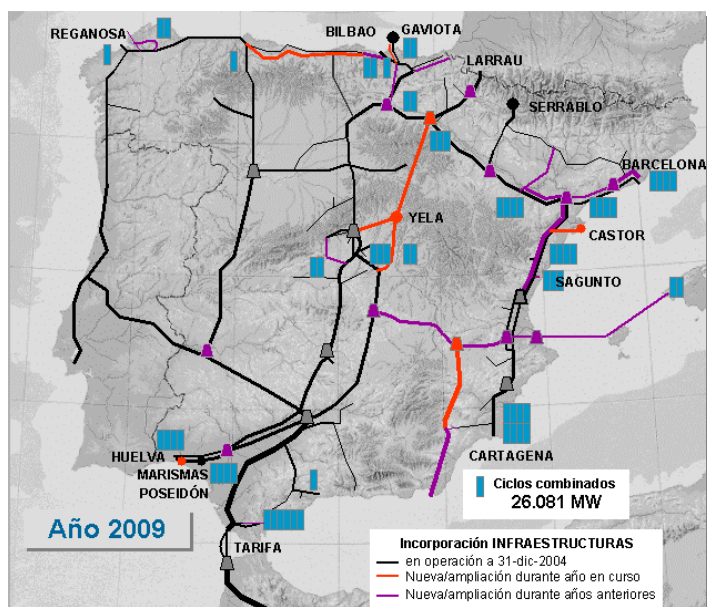 REGANOSA
BILBAO
GAVIOTA
LARRAU
SERRABLO
BARCELONA
YELA
CASTOR
SAGUNTO
HUELVA
MARISMAS
POSEIDÓN
CARTAGENA
TARIFA
Ciclos combinados
26.081 MW
Año 2009
Incorporación INFRAESTRUCTURAS
en operación a 31-dic-2004
Nueva/ampliación durante año en curso
Nueva/ampliación durante años anteriores